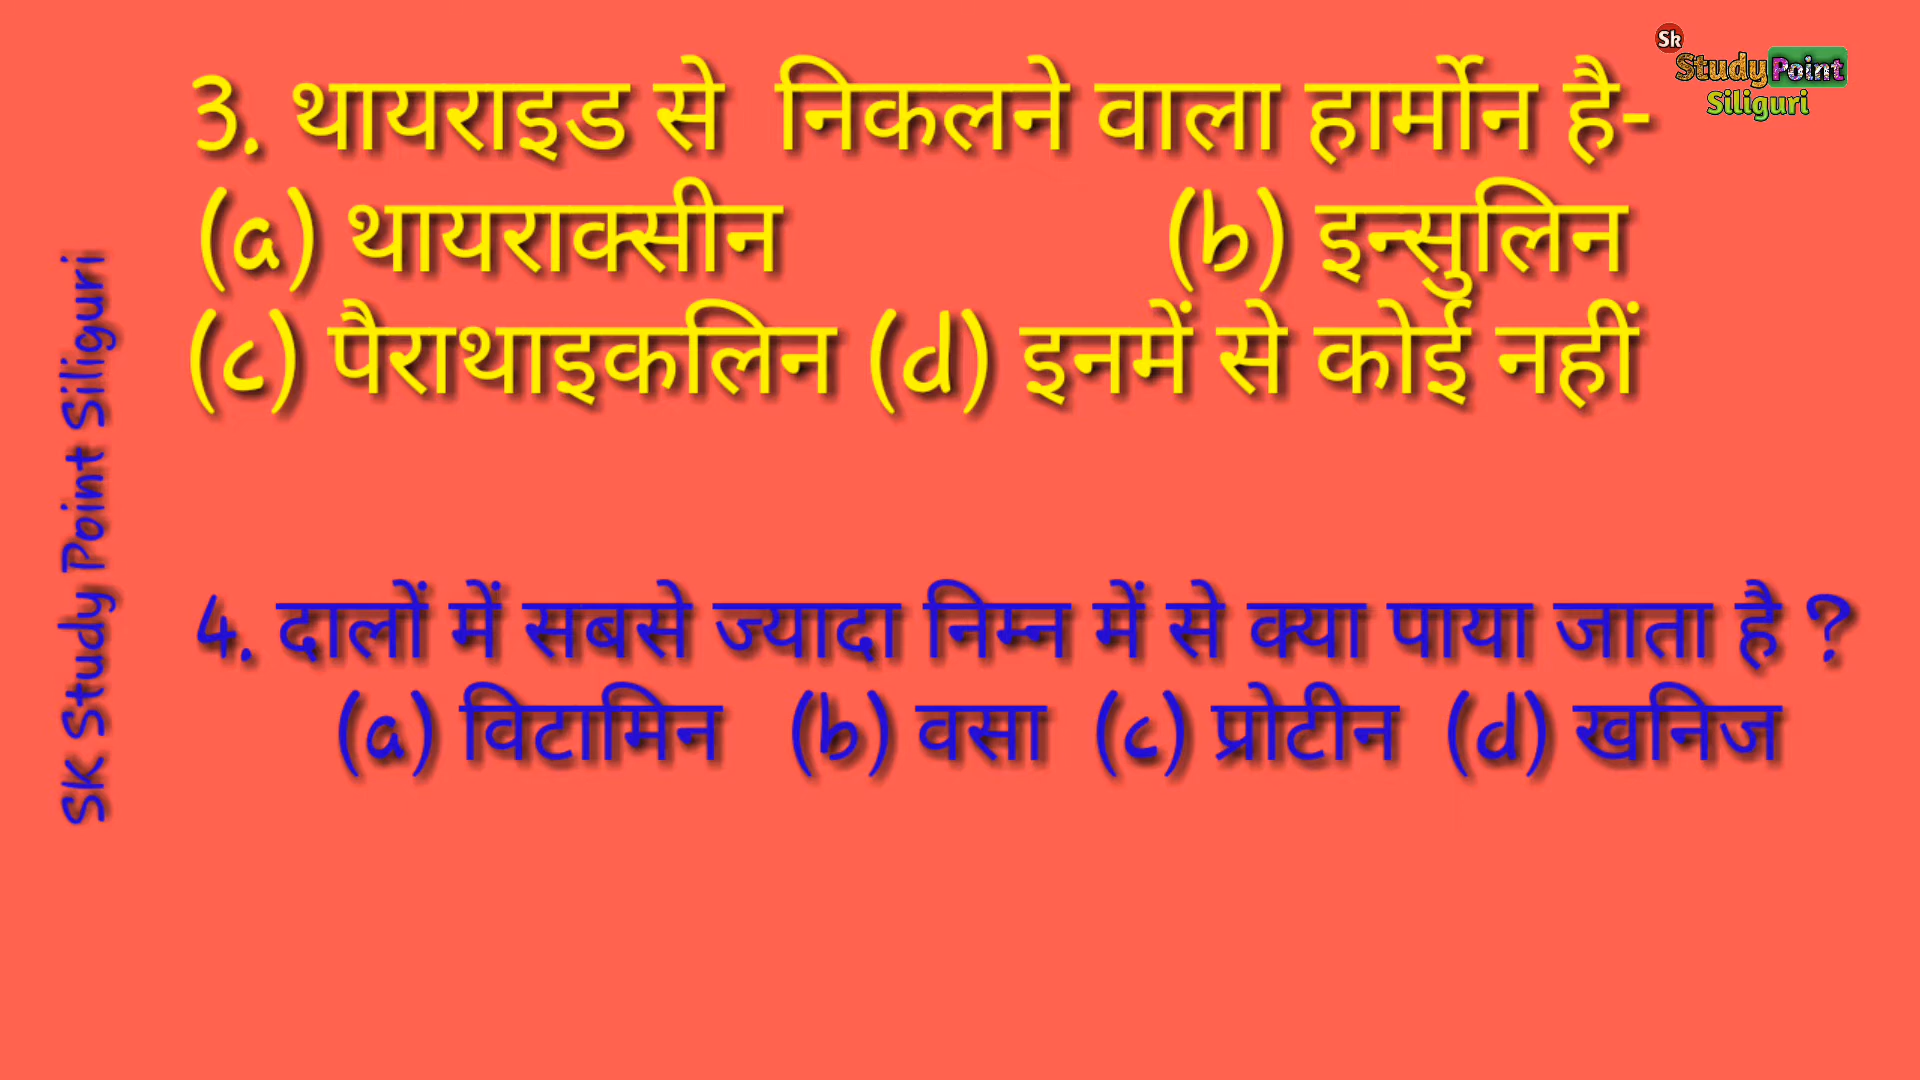 Sk
Study Point
Siliguri
3. थायराइड से निकलने वाला हार्मोन है-
(a) थायराक्सीन (b) इन्सुलिन
(c) पैराथाइकलिन (d) इनमें से कोई नहीं
SK Study Point Siliguri
4. दालों में सबसे ज्यादा निम्न में से क्या पाया जाता है ?
(a) विटामिन (b) वसा (c) प्रोटीन (d) खनिज